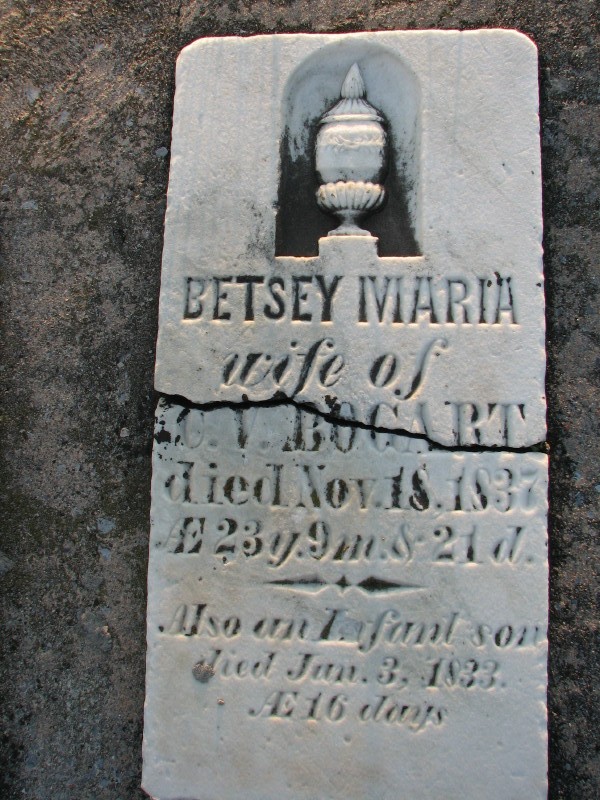 BETSEY MARIA
wife of
C. V. BOGART
died Nov. 18. 1837
Æ 23 y. 9 m. & 21 d.
Also an Infant son
died Jan. 3, 1833.
Æ 16 days